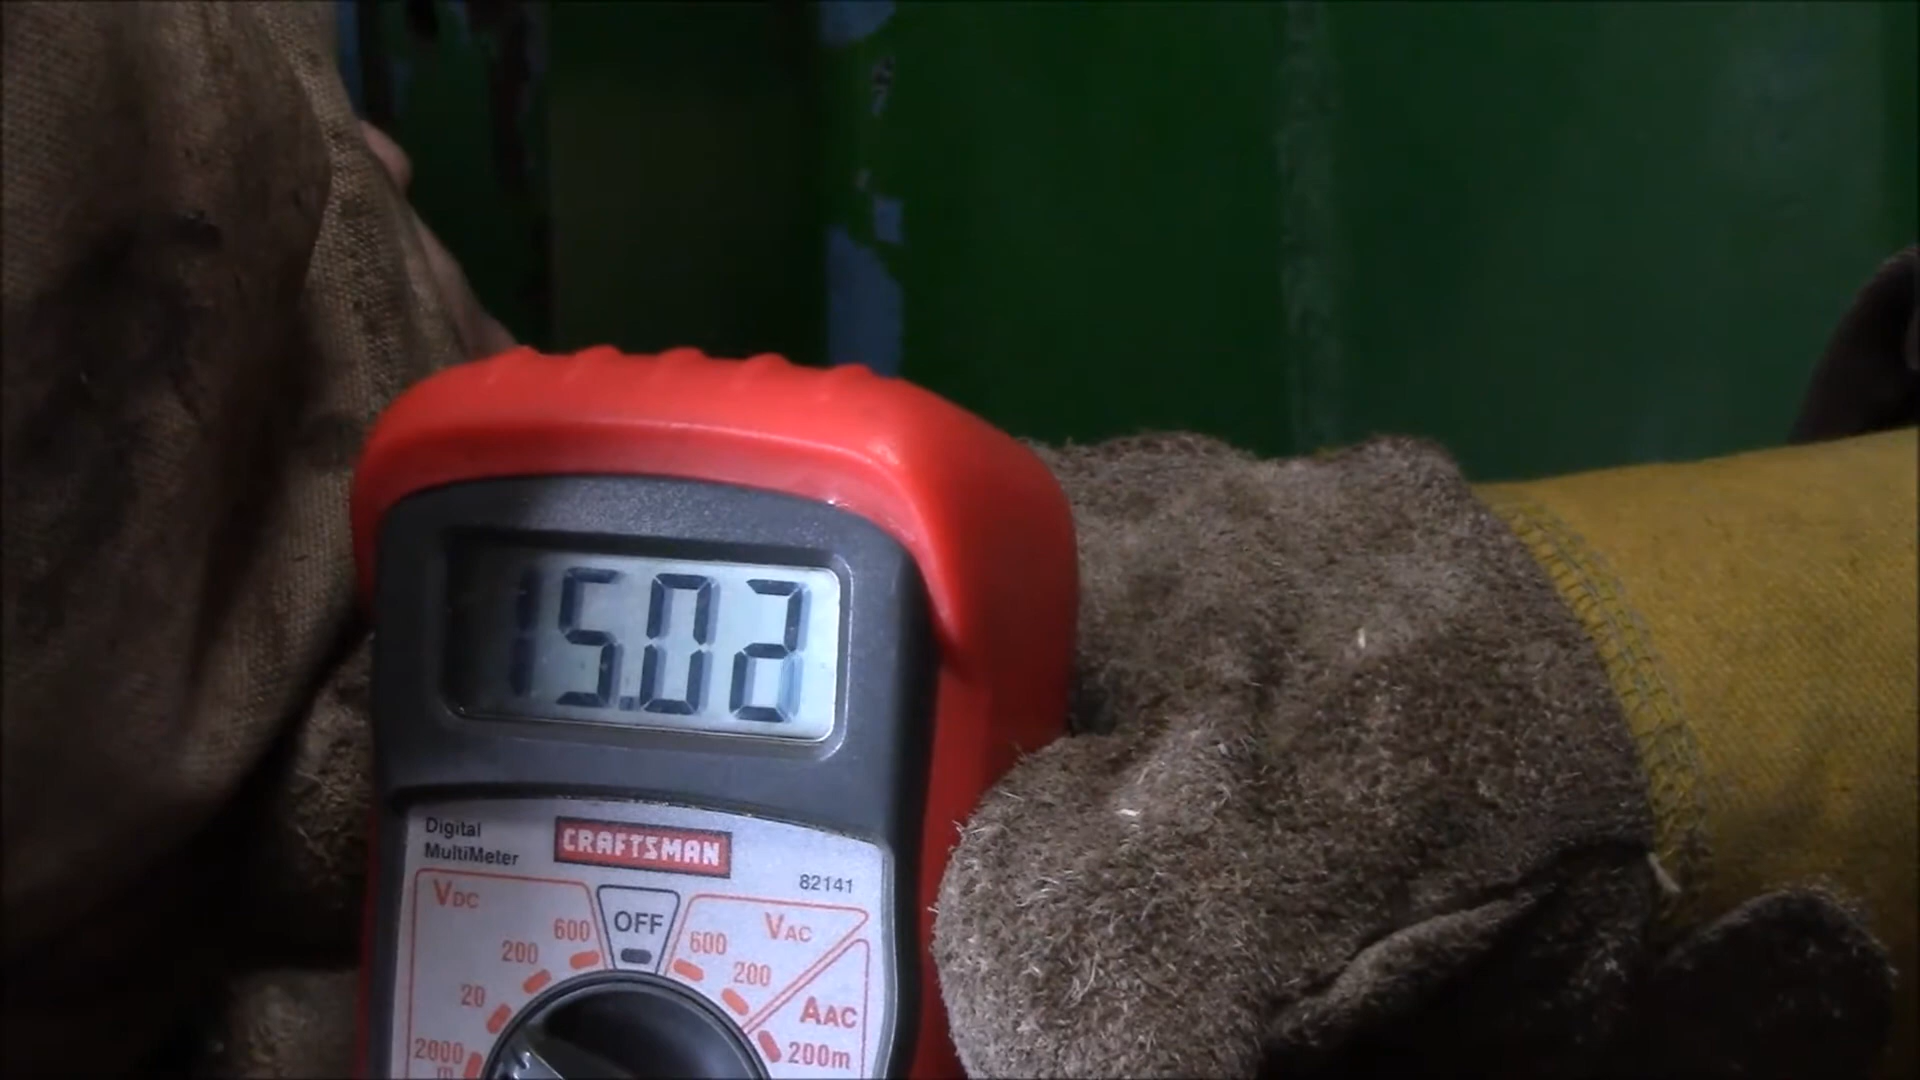 15.02
Digital
MultiMeter
CRAFTSMAN
82141
VDC
OFF
VAC
600
600
200
200
20
AAC
2000
m
200m